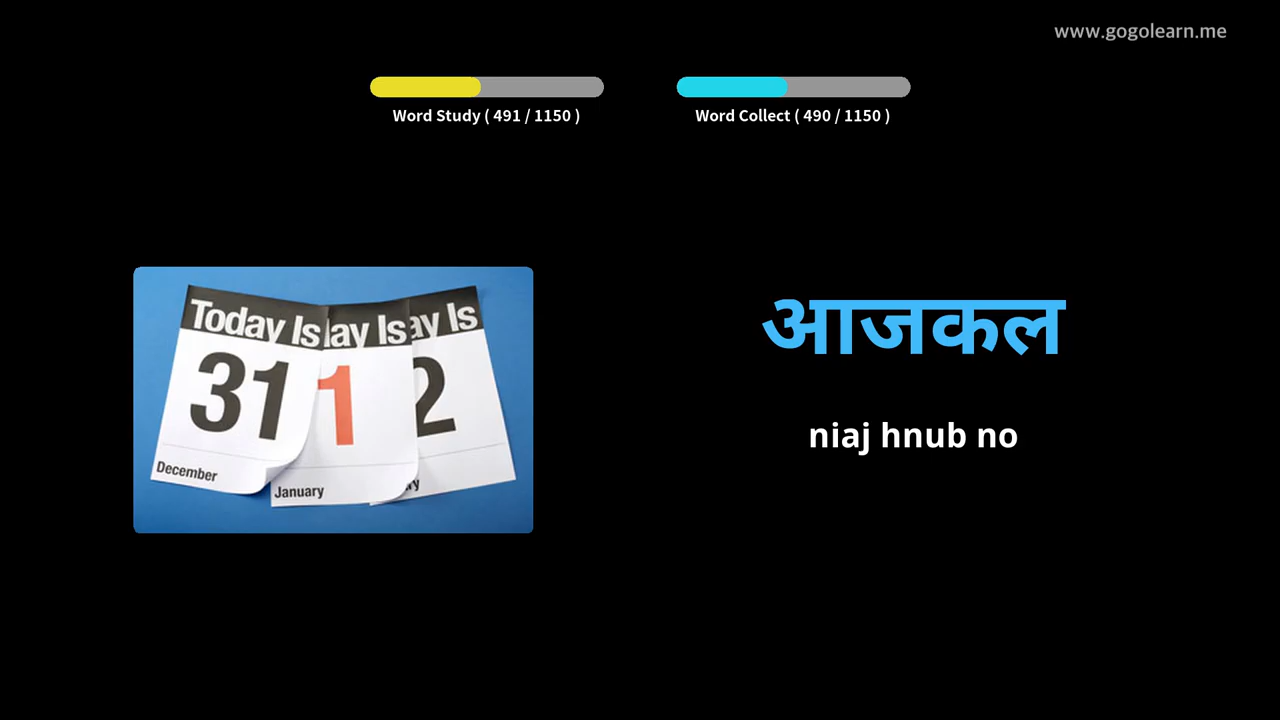 www.gogolearn.me
Word Study ( 491 / 1150 )
Word Collect ( 490 / 1150 )
Today Is
31
December
ay Is
1
January
ay Is
2
ry
आजकल
niaj hnub no